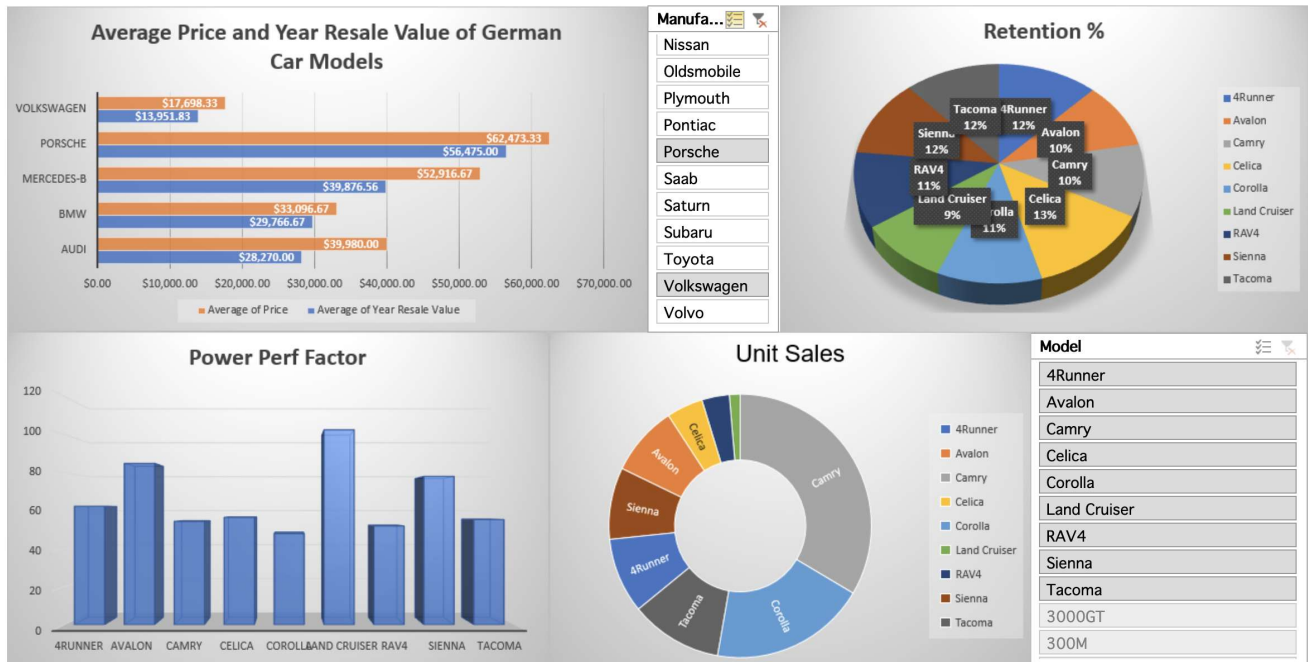 Average Price and Year Resale Value of German
Car Models
VOLKSWAGEN
$17,698.33
$13,951.83
PORSCHE
$62,473.33
$56,475.00
MERCEDES-B
$52,916.67
$39,876.56
BMW
$33,096.67
$29,766.67
AUDI
$39,980.00
$28,270.00
$0.00 $10,000.00 $20,000.00 $30,000.00 $40,000.00 $50,000.00 $60,000.00 $70,000.00
Average of Price Average of Year Resale Value
Manufa...
Nissan
Oldsmobile
Plymouth
Pontiac
Porsche
Saab
Saturn
Subaru
Toyota
Volkswagen
Volvo
Retention %
Tacoma
12%
4Runner
12%
Avalon
10%
Camry
10%
Celica
13%
rolla
11%
Land Cruiser
9%
RAV4
11%
Sienna
12%
4Runner
Avalon
Camry
Celica
Corolla
Land Cruiser
RAV4
Sienna
Tacoma
Power Perf Factor
120
100
80
60
40
20
0
4RUNNER AVALON CAMRY CELICA COROLLA LAND CRUISER RAV4 SIENNA TACOMA
Unit Sales
Camry
Corolla
Tacoma
4Runner
Sienna
Avalon
Celica
4Runner
Avalon
Camry
Celica
Corolla
Land Cruiser
RAV4
Sienna
Tacoma
Model
4Runner
Avalon
Camry
Celica
Corolla
Land Cruiser
RAV4
Sienna
Tacoma
3000GT
300M